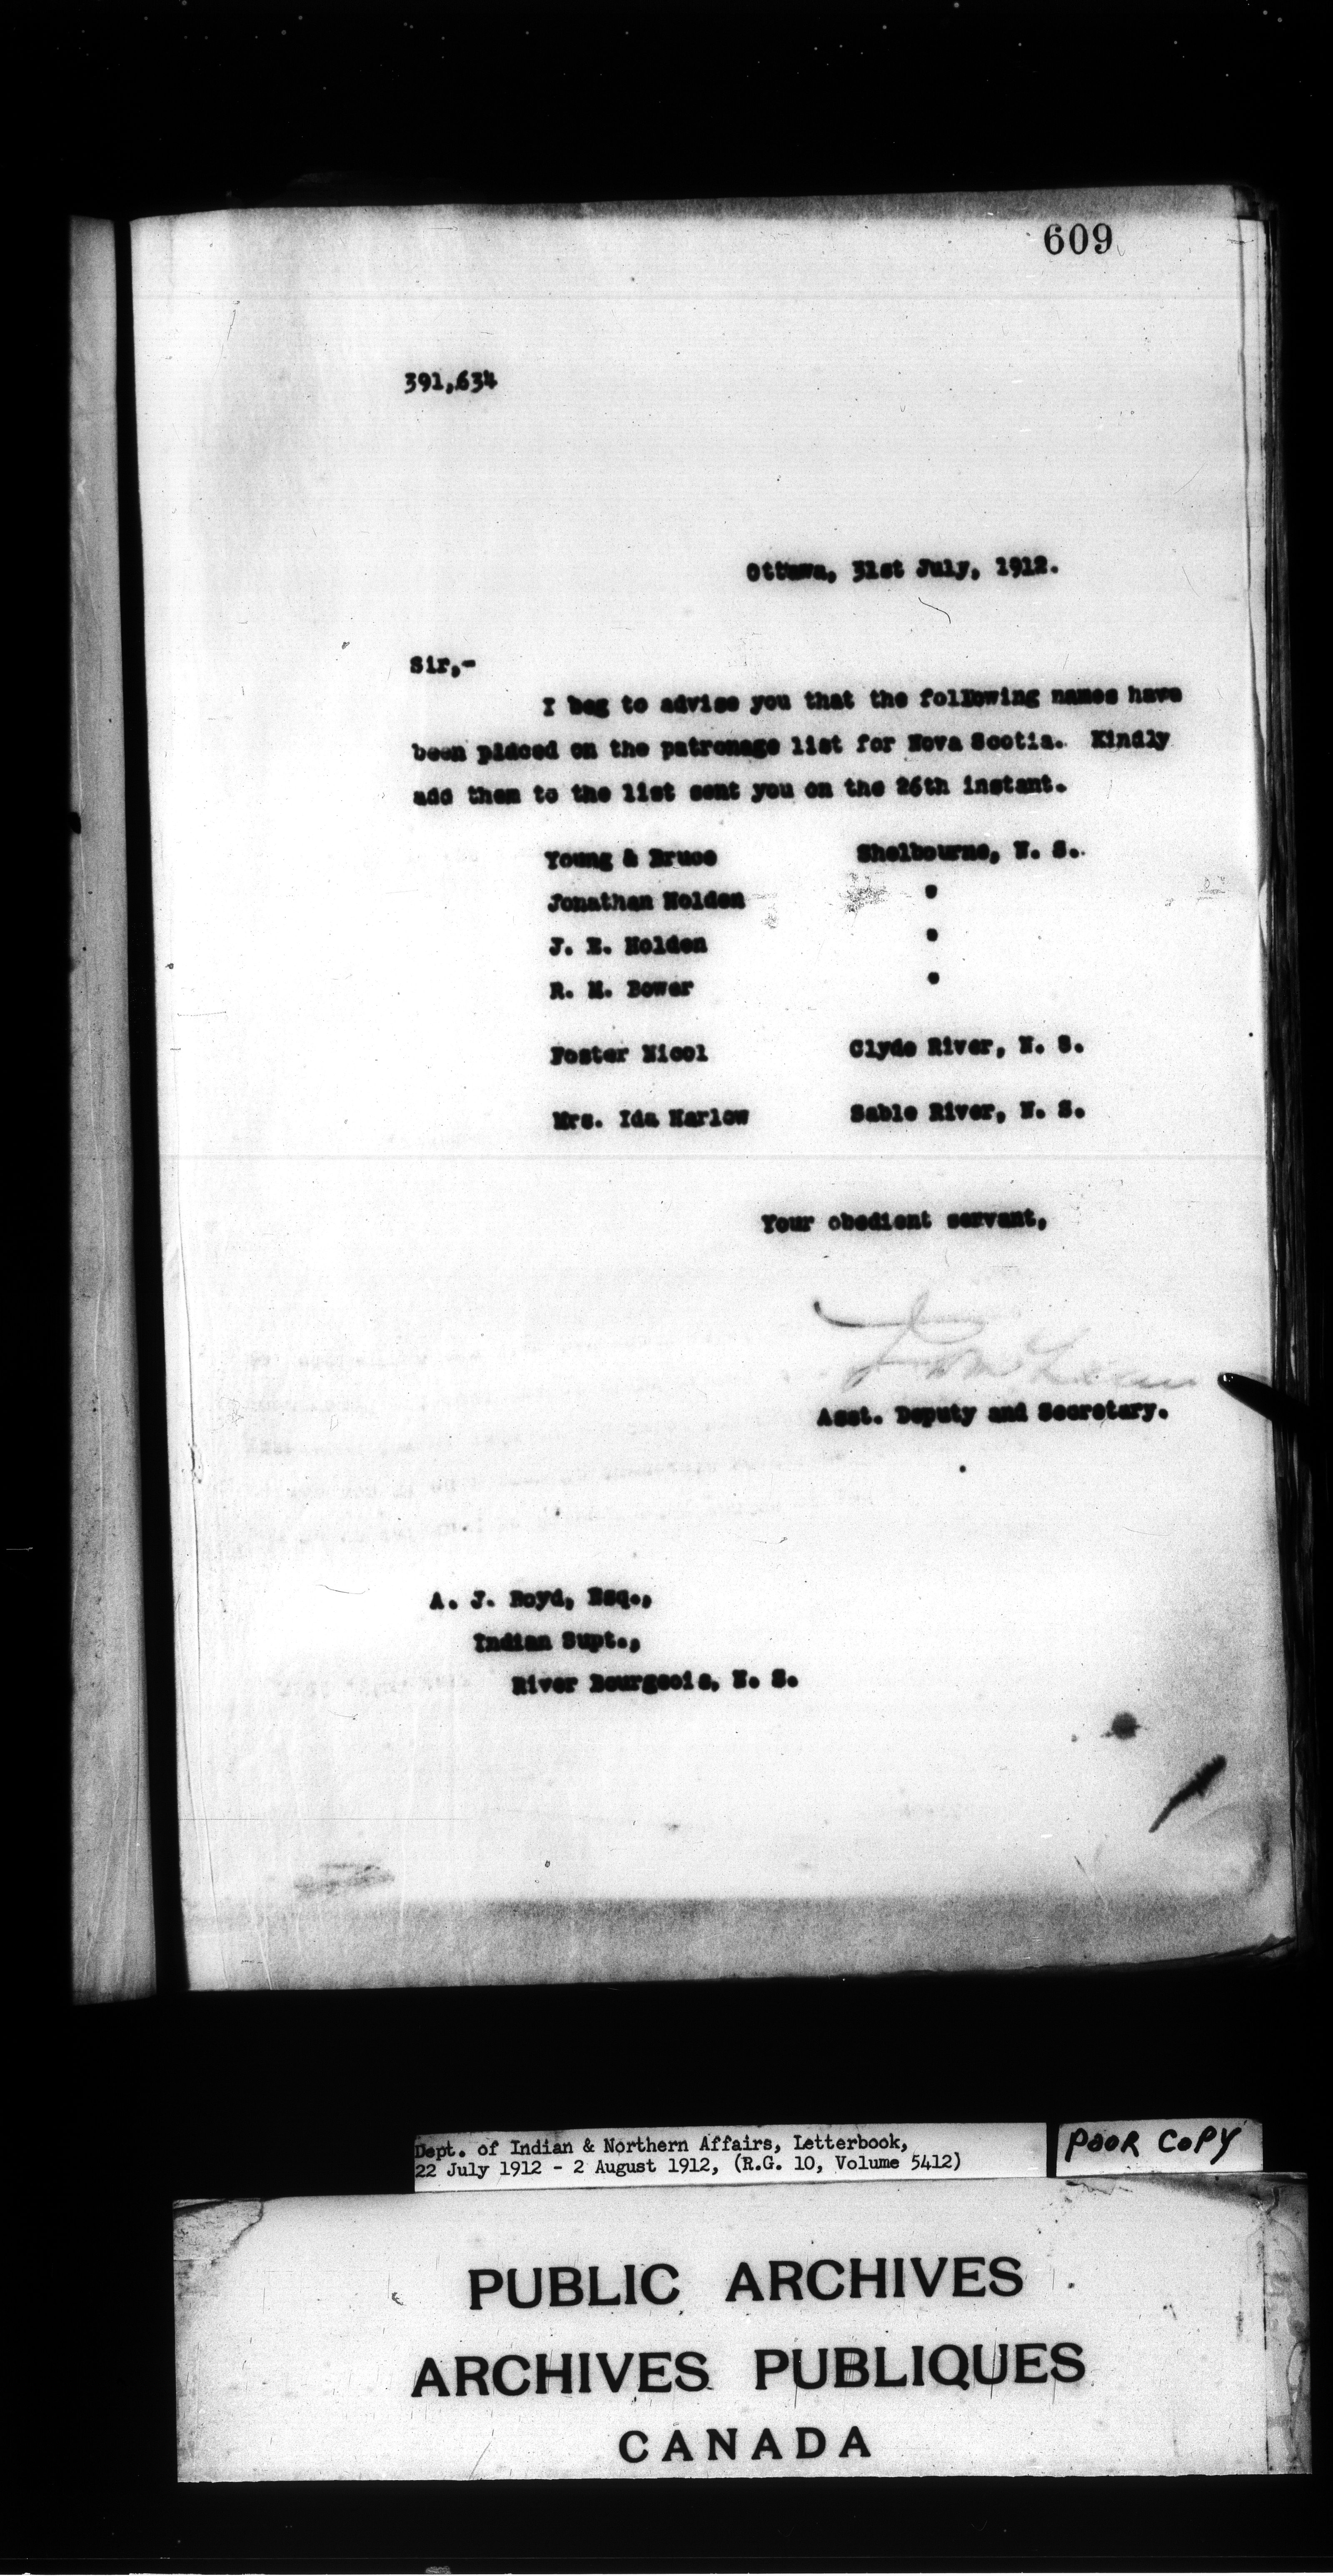 609
391,634
Ottawa, 31st July, 1912.
Sir,-
I beg to advise you that the following names have
been placed on the patronage list for Nova Scotia. Kindly
add them to the list sent you on the 26th instant.
Young & Bruce Shelbourne, N. S.
Jonathan Holden "
J. E. Holden "
R. M. Bower "
Foster Nicol Clyde River, N. S.
Mrs. Ida Harlow Sable River, N. S.
Your obedient servant,
Asst. Deputy and Secretary.
A. J. Boyd, Esq.,
Indian Supt.,
River Bourgeois, N. S.
Dept. of Indian & Northern Affairs, Letterbook,
22 July 1912 - 2 August 1912, (R.G. 10, Volume 5412)
POOR COPY
PUBLIC ARCHIVES
ARCHIVES PUBLIQUES
CANADA